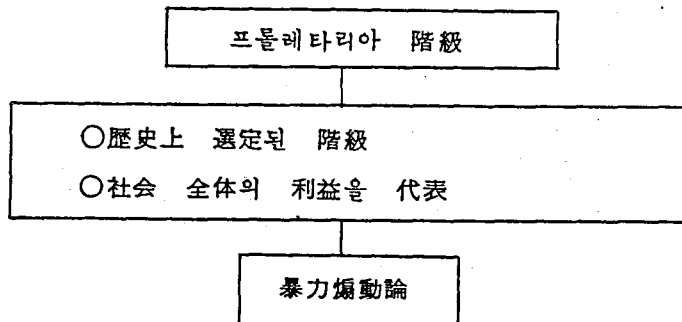 프롤레타리아 階級
○歴史上 選定된 階級
○社会 全体의 利益을 代表
暴力煽動論